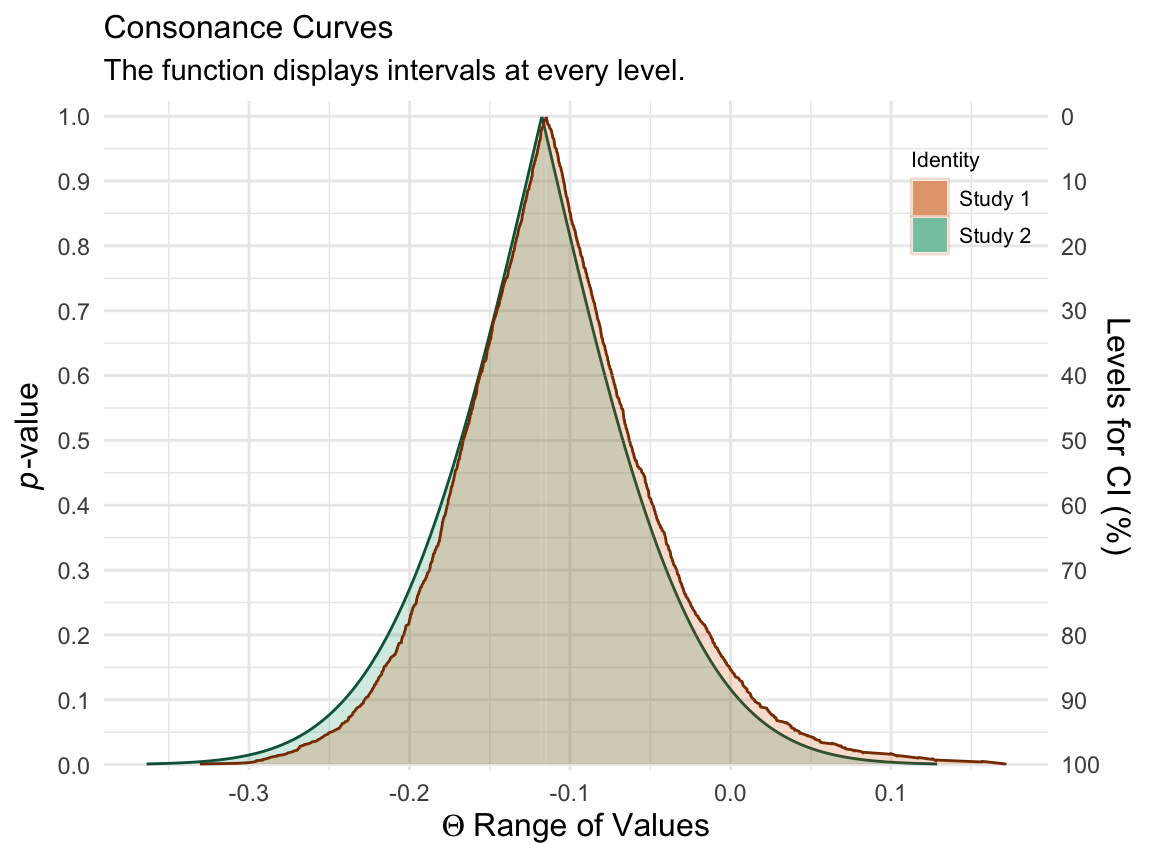 Consonance Curves
The function displays intervals at every level.
1.0
0.9
0.8
0.7
0.6
0.5
0.4
0.3
0.2
0.1
0.0
p-value
0
10
20
30
40
50
60
70
80
90
100
Levels for CI (%)
Identity
Study 1
Study 2
-0.3 -0.2 -0.1 0.0 0.1
Θ Range of Values